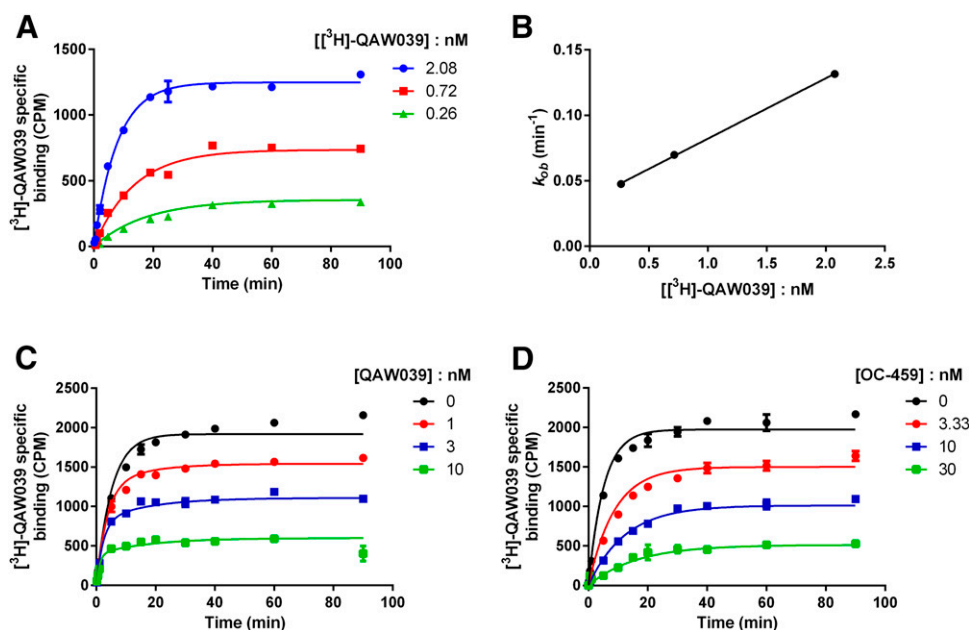 A
[[³H]-QAW039] : nM
2.08
0.72
0.26
[³H]-QAW039 specific
binding (CPM)
1500
1000
500
0
0 20 40 60 80 100
Time (min)
B
kob (min⁻¹)
0.15
0.10
0.05
0.00
0.0 0.5 1.0 1.5 2.0 2.5
[[³H]-QAW039] : nM
C
[QAW039] : nM
0
1
3
10
[³H]-QAW039 specific
binding (CPM)
2500
2000
1500
1000
500
0
0 20 40 60 80 100
Time (min)
D
[OC-459] : nM
0
3.33
10
30
[³H]-QAW039 specific
binding (CPM)
2500
2000
1500
1000
500
0
0 20 40 60 80 100
Time (min)